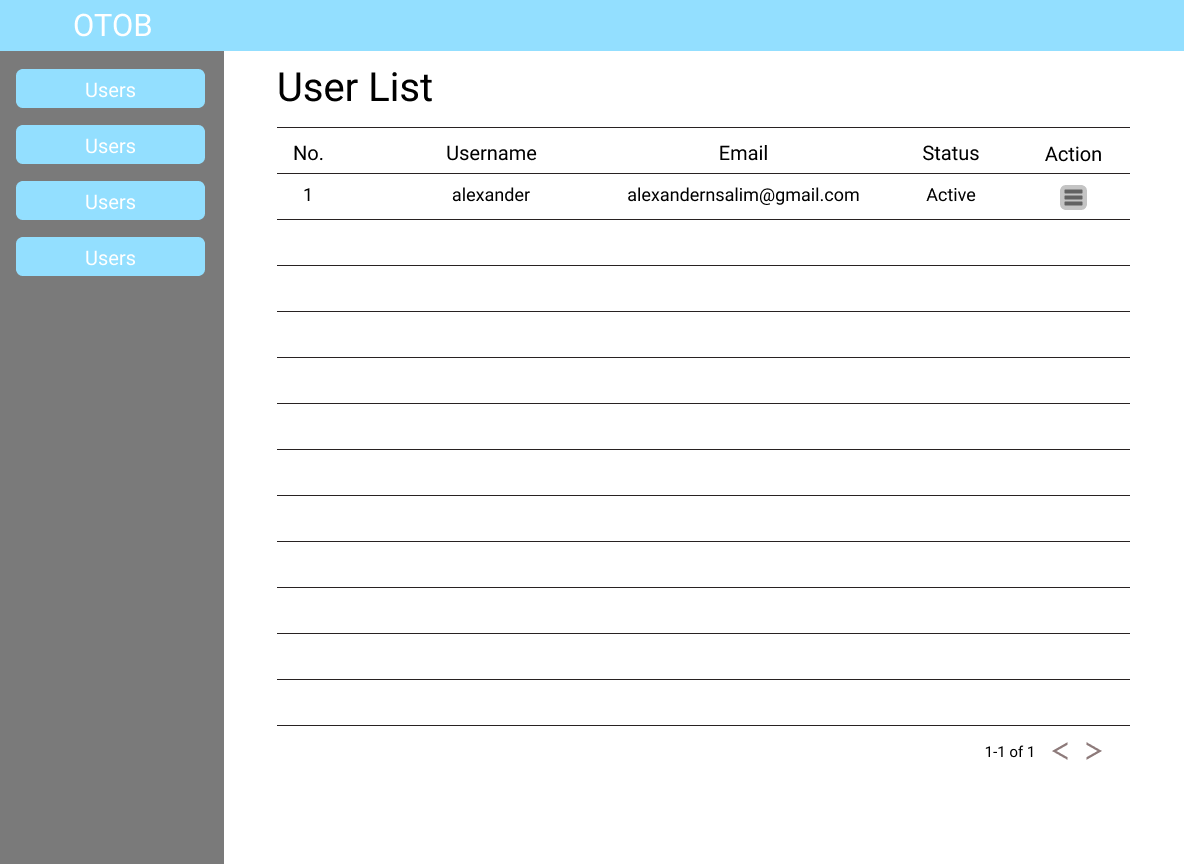 OTOB
Users
Users
Users
Users
User List
No. Username Email Status Action
1 alexander alexandernsalim@gmail.com Active
1-1 of 1 < >